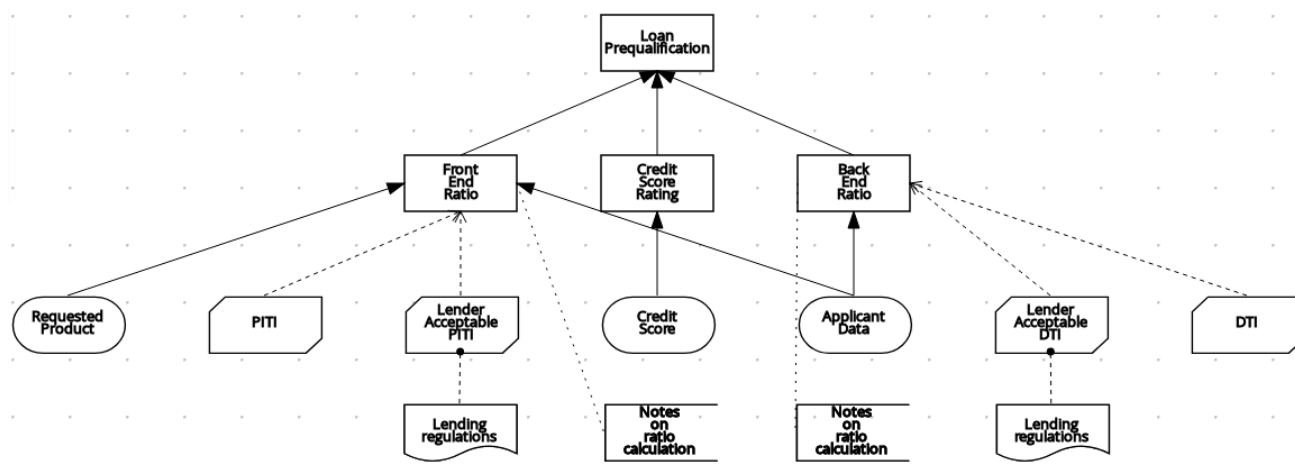 Loan
Prequalification
Front
End
Ratio
Credit
Score
Rating
Back
End
Ratio
Requested
Product
PITI
Lender
Acceptable
PITI
Credit
Score
Applicant
Data
Lender
Acceptable
DTI
DTI
Lending
regulations
Notes
on
ratio
calculation
Notes
on
ratio
calculation
Lending
regulations